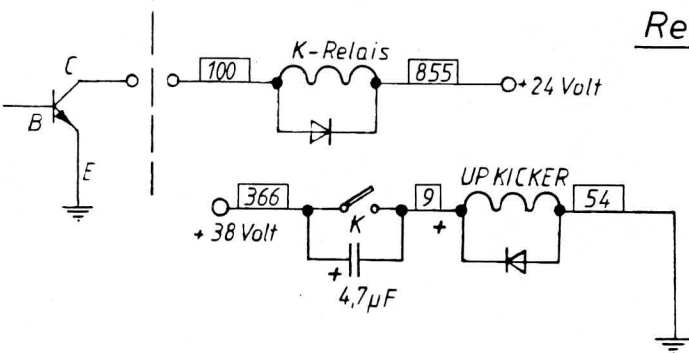 Re
C
100
K-Relais
855
+24 Volt
B
E
366
K
9
UP KICKER
54
+ 38 Volt
+
+
4,7µF